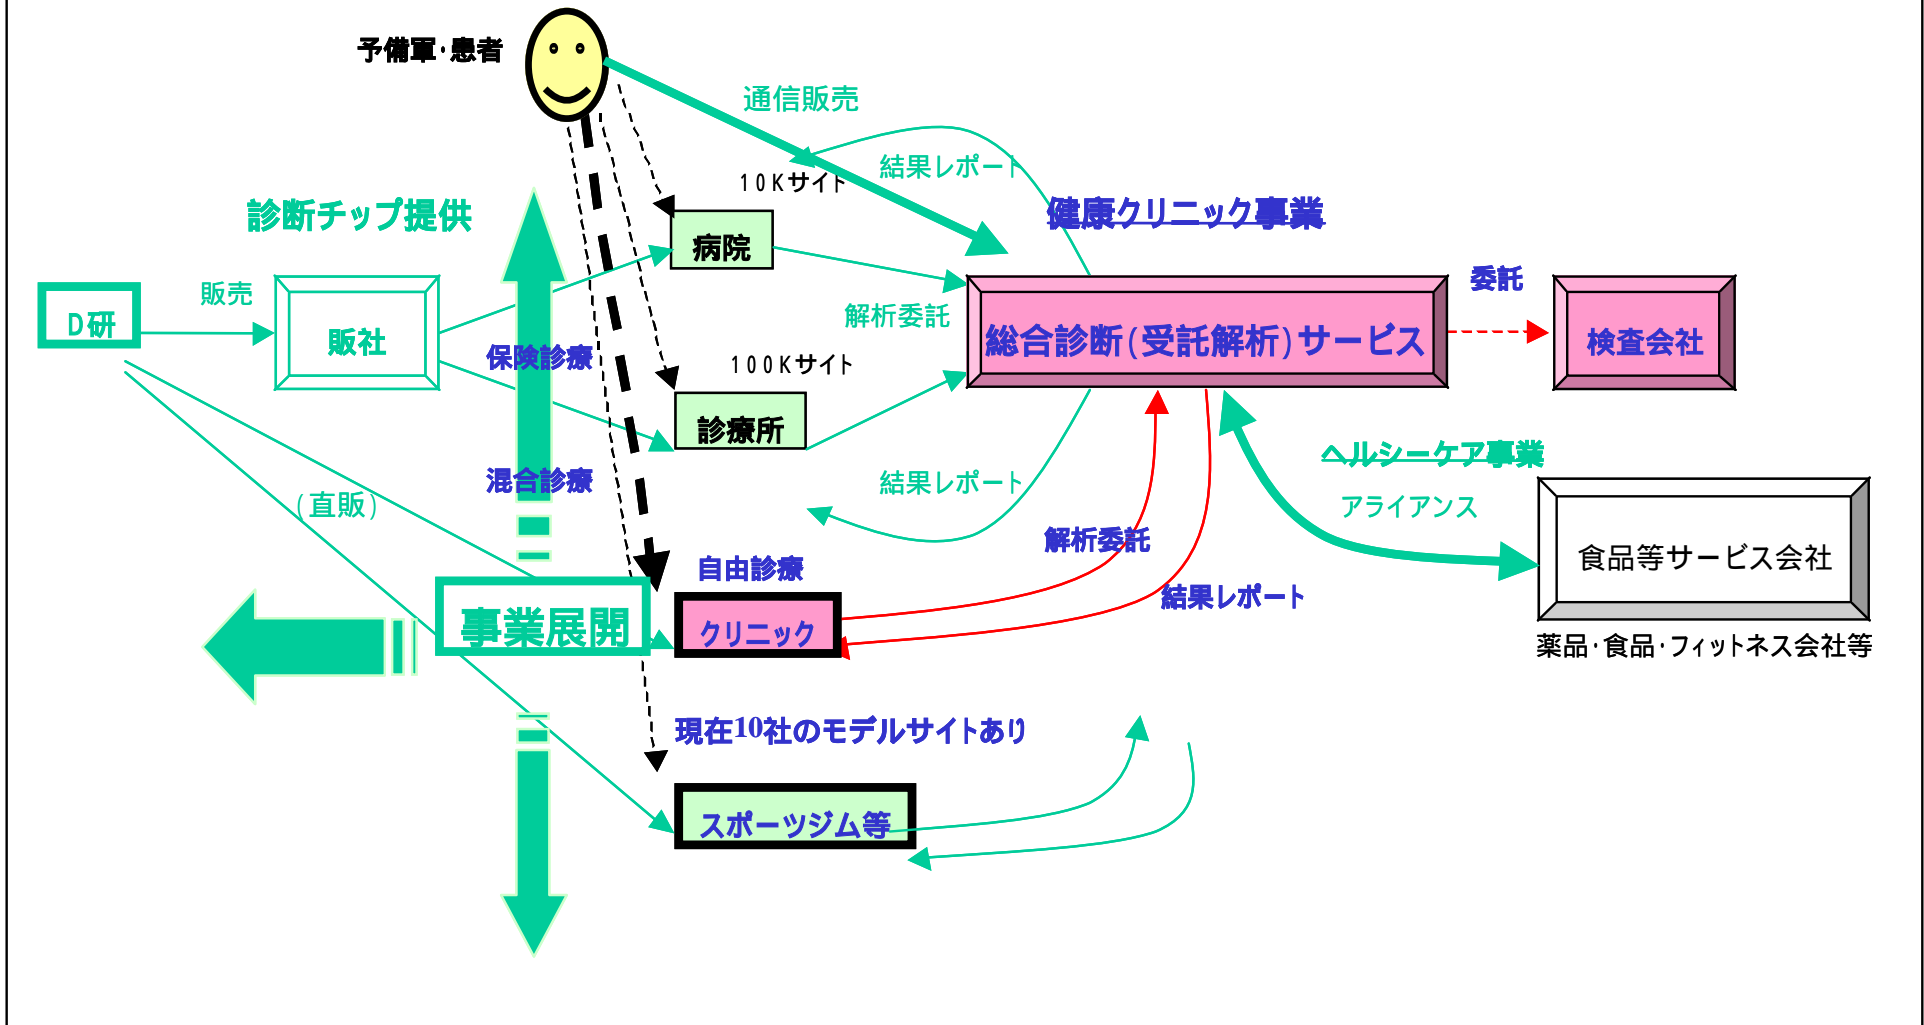 予備軍・患者
通信販売
結果レポート
10Kサイト
診断チップ提供
健康クリニック事業
病院
委託
D研
販売
販社
解析委託
総合診断(受託解析)サービス
検査会社
保険診療
100Kサイト
診療所
ヘルシーケア事業
混合診療
結果レポート
アライアンス
(直販)
解析委託
食品等サービス会社
自由診療
結果レポート
事業展開
クリニック
薬品・食品・フィットネス会社等
現在10社のモデルサイトあり
スポーツジム等